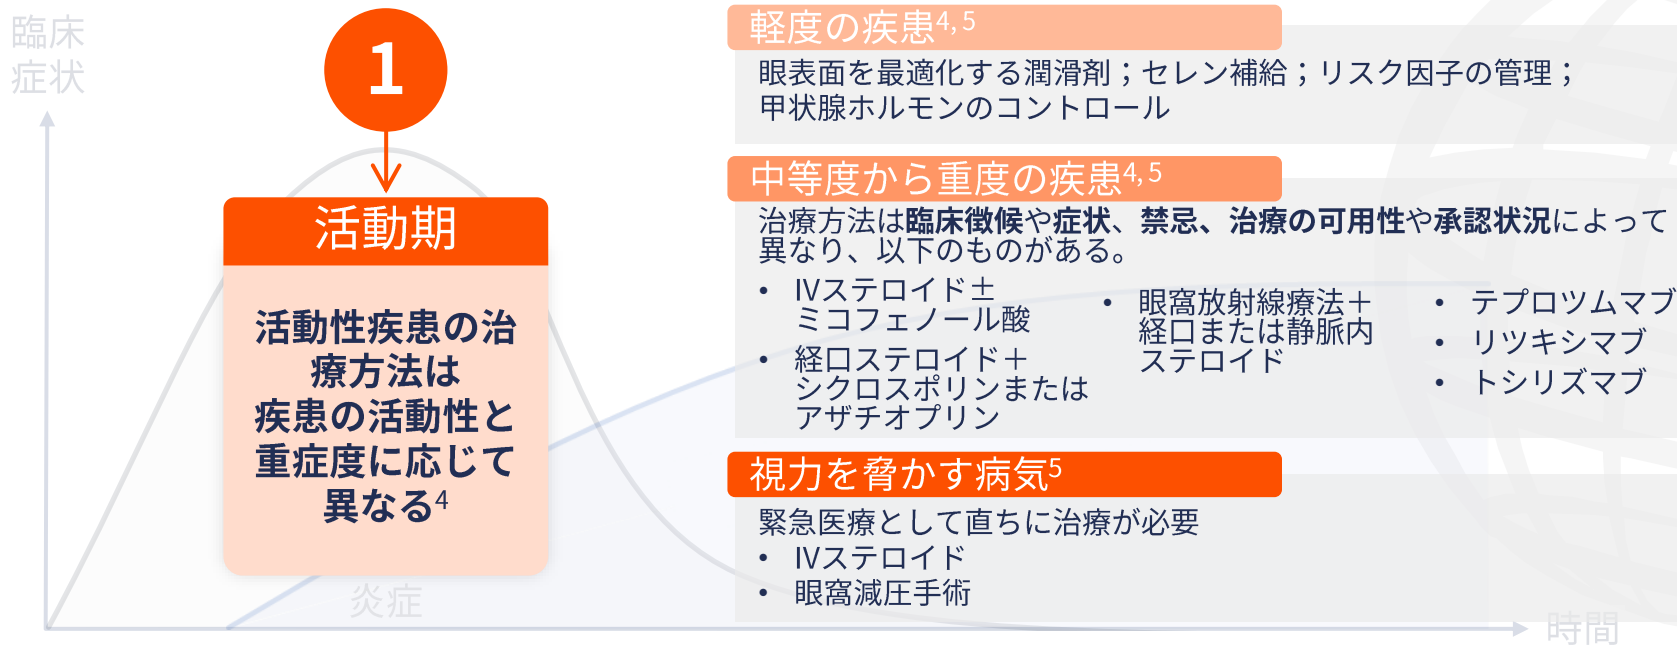 臨床
症状
1
活動期
活動性疾患の治
療方法は
疾患の活動性と
重症度に応じて
異なる4
炎症
時間
軽度の疾患4, 5
眼表面を最適化する潤滑剤；セレン補給；リスク因子の管理；
甲状腺ホルモンのコントロール
中等度から重度の疾患4, 5
治療方法は臨床徴候や症状、禁忌、治療の可用性や承認状況によって
異なり、以下のものがある。
• IVステロイド±
ミコフェノール酸
• 経口ステロイド＋
シクロスポリンまたは
アザチオプリン
• 眼窩放射線療法＋
経口または静脈内
ステロイド
• テプロツムマブ
• リツキシマブ
• トシリズマブ
視力を脅かす病気5
緊急医療として直ちに治療が必要
• IVステロイド
• 眼窩減圧手術